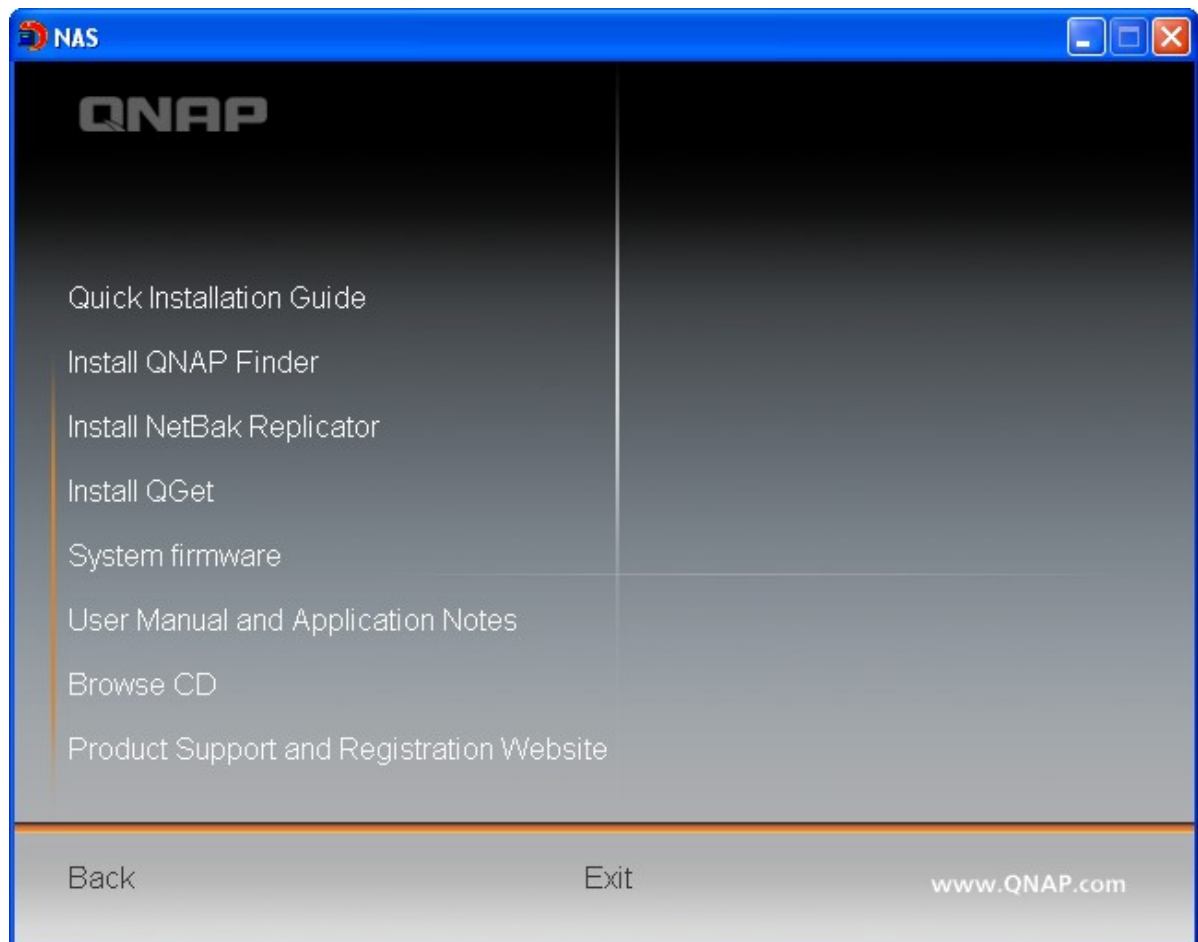 NAS
QNAP
Quick Installation Guide
Install QNAP Finder
Install NetBak Replicator
Install QGet
System firmware
User Manual and Application Notes
Browse CD
Product Support and Registration Website
Back Exit www.QNAP.com